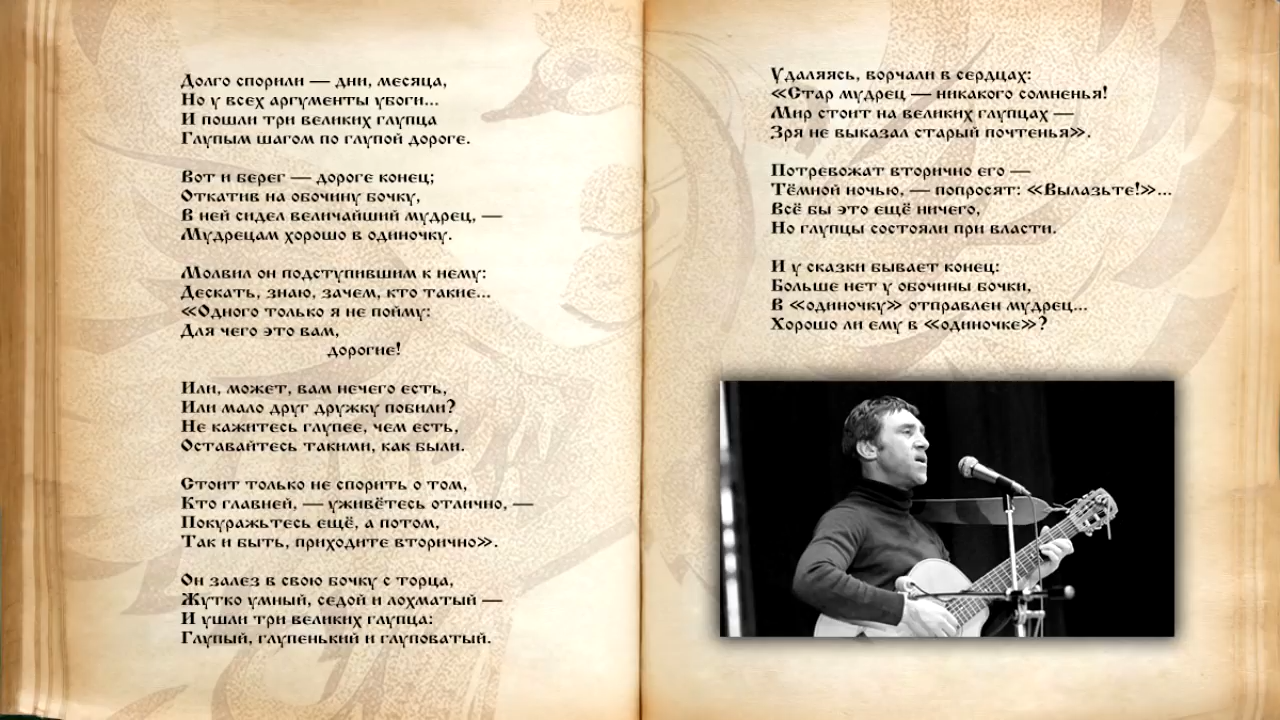 Долго спорили — дни, месяца,
Но у всех аргументы убоги...
И пошли три великих глупца
Глупым шагом по глупой дороге.
Вот и берег — дороге конец;
Откатив на обочину бочку,
В ней сидел величайший мудрец, —
Мудрецам хорошо в одиночку.
Молвил он подступившим к нему:
Дескать, знаю, зачем, кто такие...
«Одного только я не пойму:
Для чего это вам,
дорогие!
Или, может, вам нечего есть,
Или мало друг дружку побили?
Не кажитесь глупее, чем есть,
Оставайтесь такими, как были.
Стоит только не спорить о том,
Кто главней, — уживётесь отлично, —
Покуражьтесь ещё, а потом,
Так и быть, приходите вторично».
Он залез в свою бочку с торца,
Жутко умный, седой и лохматый —
И ушли три великих глупца:
Глупый, глупенький и глуповатый.
Удаляясь, ворчали в сердцах:
«Стар мудрец — никакого сомненья!
Мир стоит на великих глупцах —
Зря не выказал старый почтенья».
Потревожат вторично его —
Тёмной ночью, — попросят: «Вылазьте!»...
Всё бы это ещё ничего,
Но глупцы состояли при власти.
И у сказки бывает конец:
Больше нет у обочины бочки,
В «одиночку» отправлен мудрец...
Хорошо ли ему в «одиночке»?